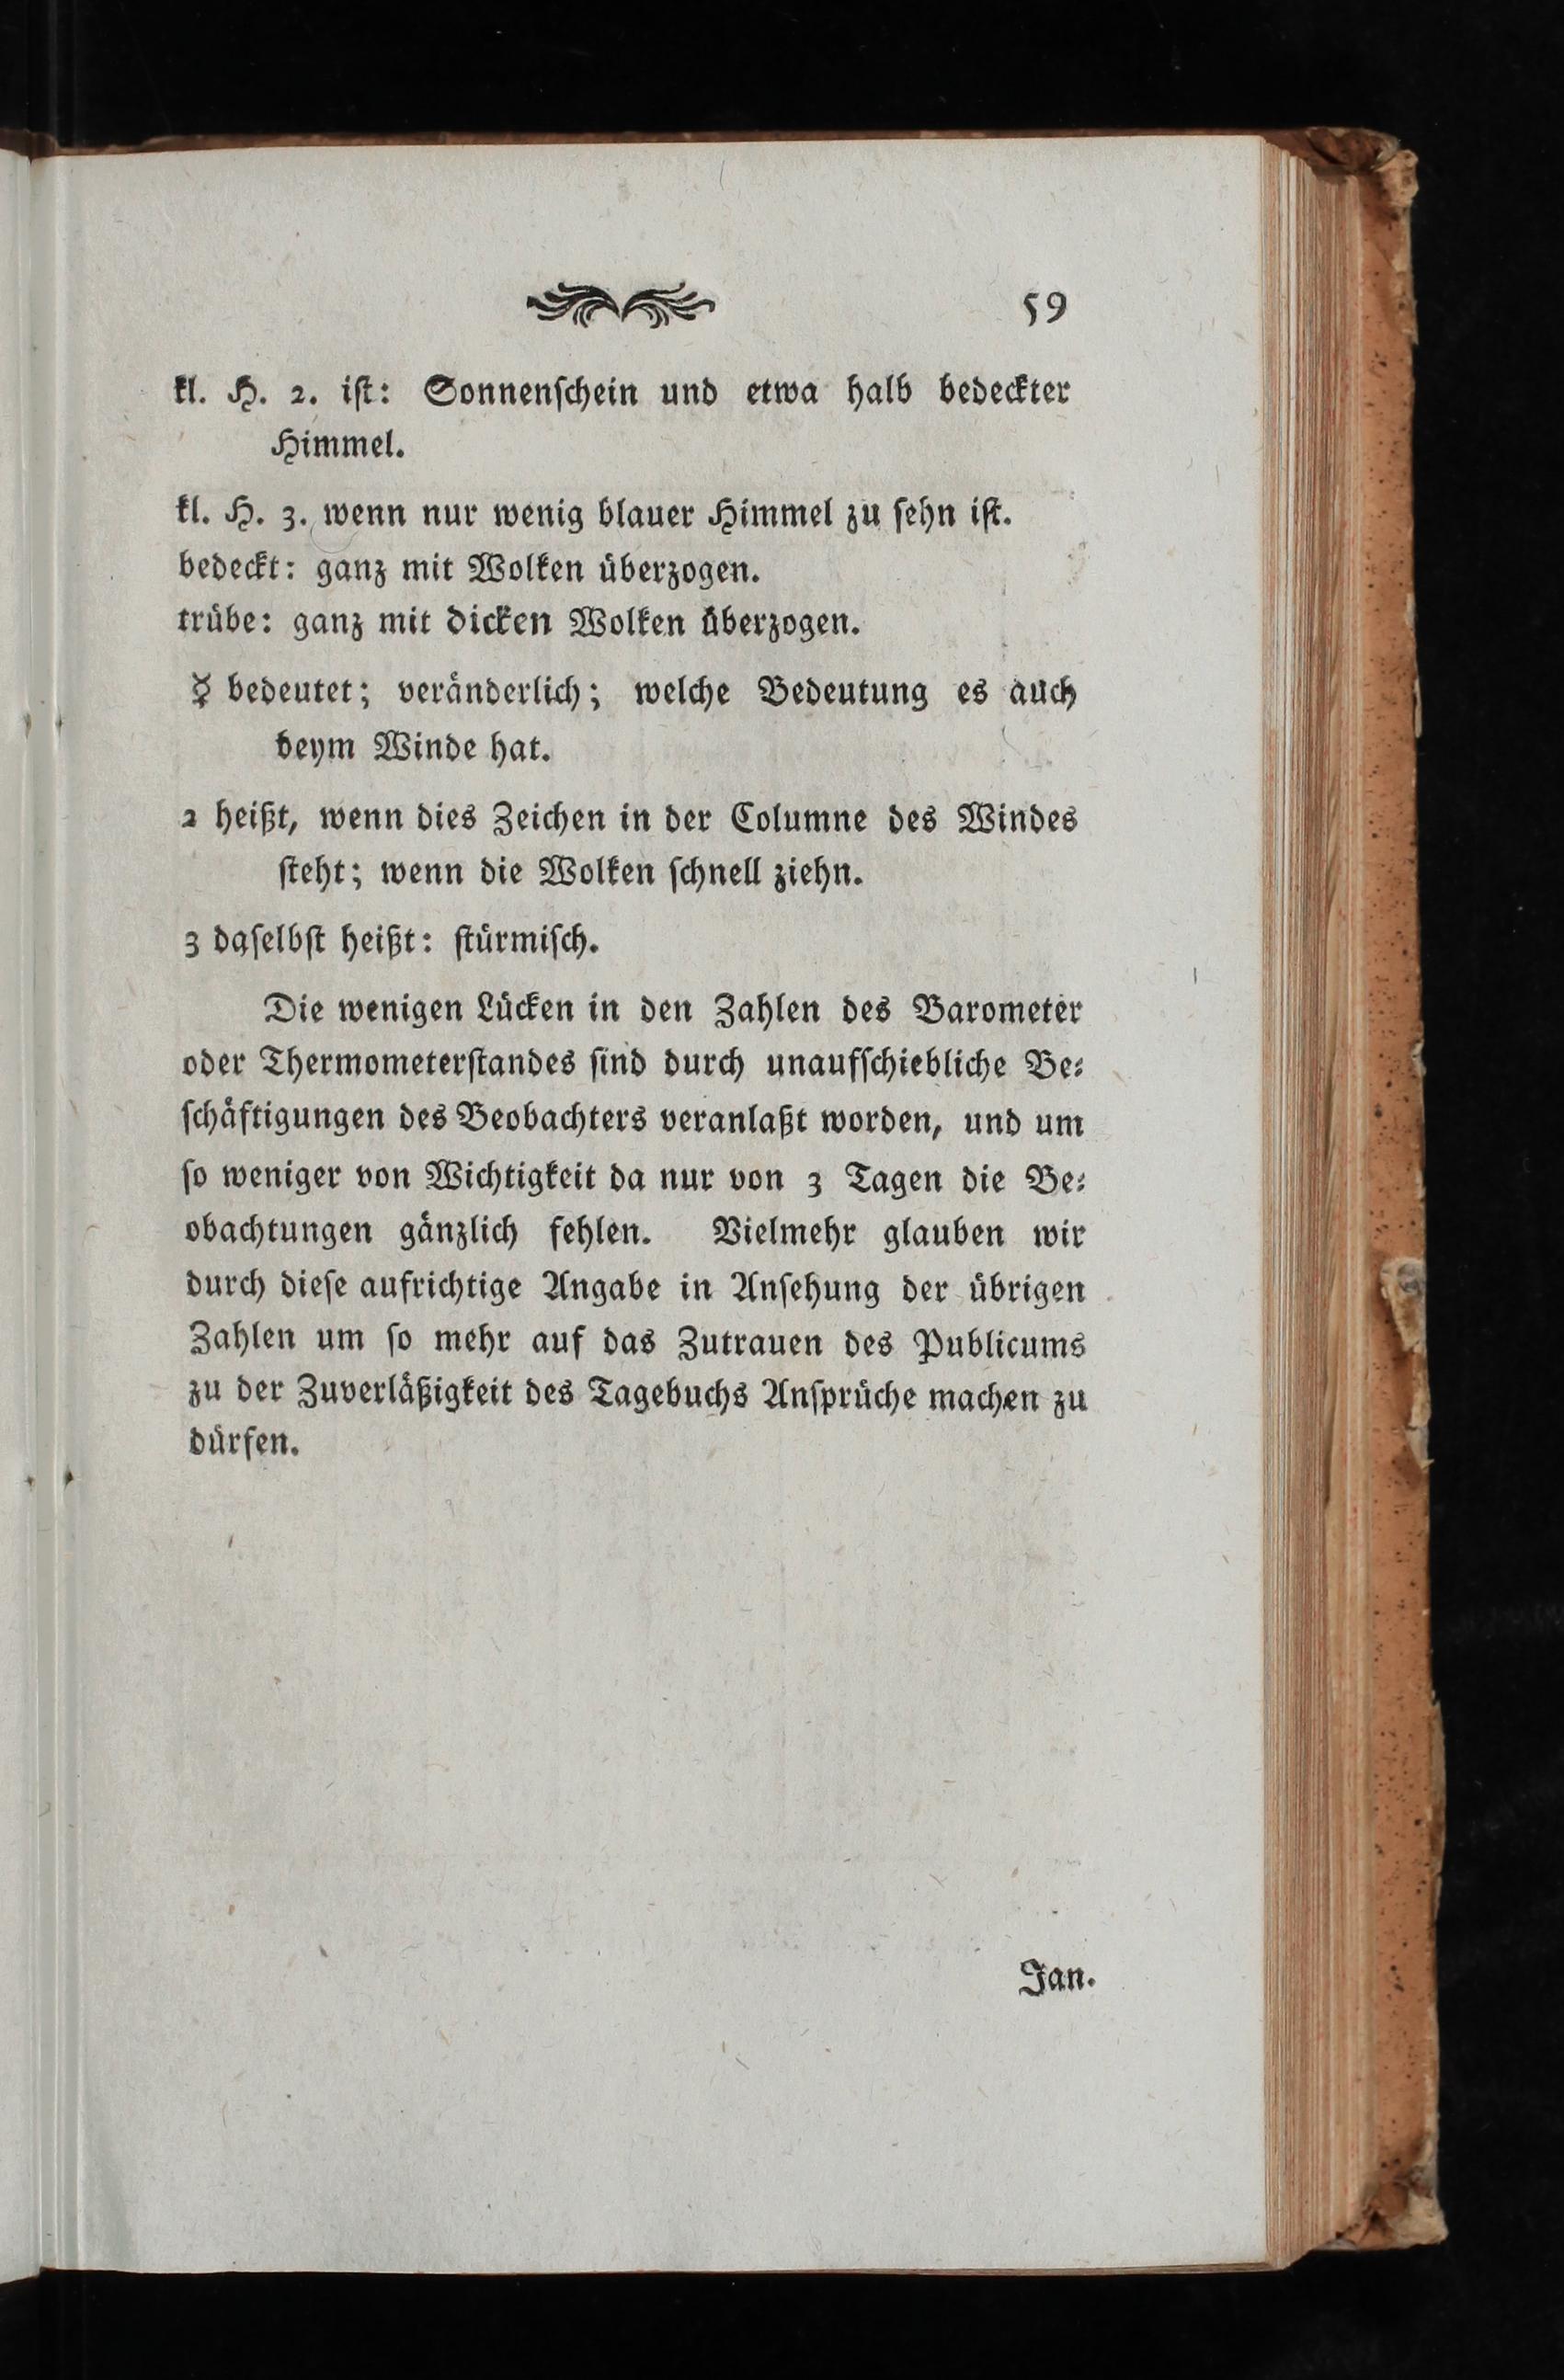 59
kl. H. 2. iſt: Sonnenſchein und etwa halb bedeckter
Himmel.
kl. H. 3. wenn nur wenig blauer Himmel zu ſehn iſt.
bedeckt: ganz mit Wolken überzogen.
trübe: ganz mit dicken Wolken überzogen.
☿ bedeutet; veränderlich; welche Bedeutung es auch
beym Winde hat.
2 heißt, wenn dies Zeichen in der Columne des Windes
ſteht; wenn die Wolken ſchnell ziehn.
3 daſelbſt heißt: ſtürmiſch.
Die wenigen Lücken in den Zahlen des Barometer
oder Thermometerſtandes ſind durch unaufſchiebliche Be⸗
ſchäftigungen des Beobachters veranlaßt worden, und um
ſo weniger von Wichtigkeit da nur von 3 Tagen die Be⸗
obachtungen gänzlich fehlen. Vielmehr glauben wir
durch dieſe aufrichtige Angabe in Anſehung der übrigen
Zahlen um ſo mehr auf das Zutrauen des Publicums
zu der Zuverläßigkeit des Tagebuchs Anſprüche machen zu
dürfen.
Jan.